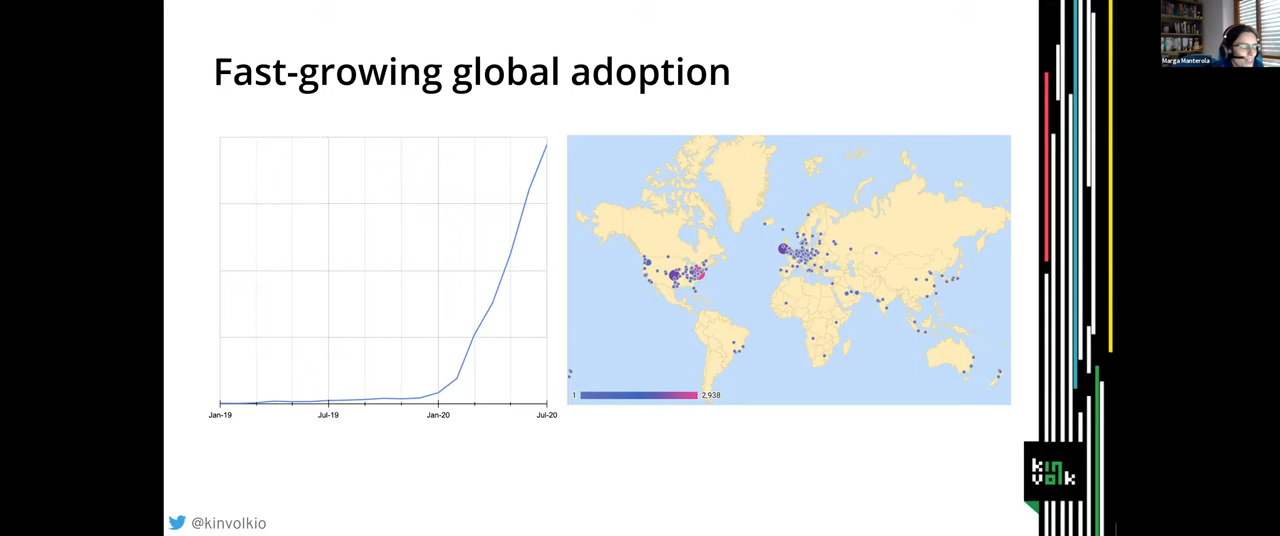 Fast-growing global adoption
Marga Manterola
Jan-19
Jul-19
Jan-20
Jul-20
1
2,938
kin
volk
@kinvolkio